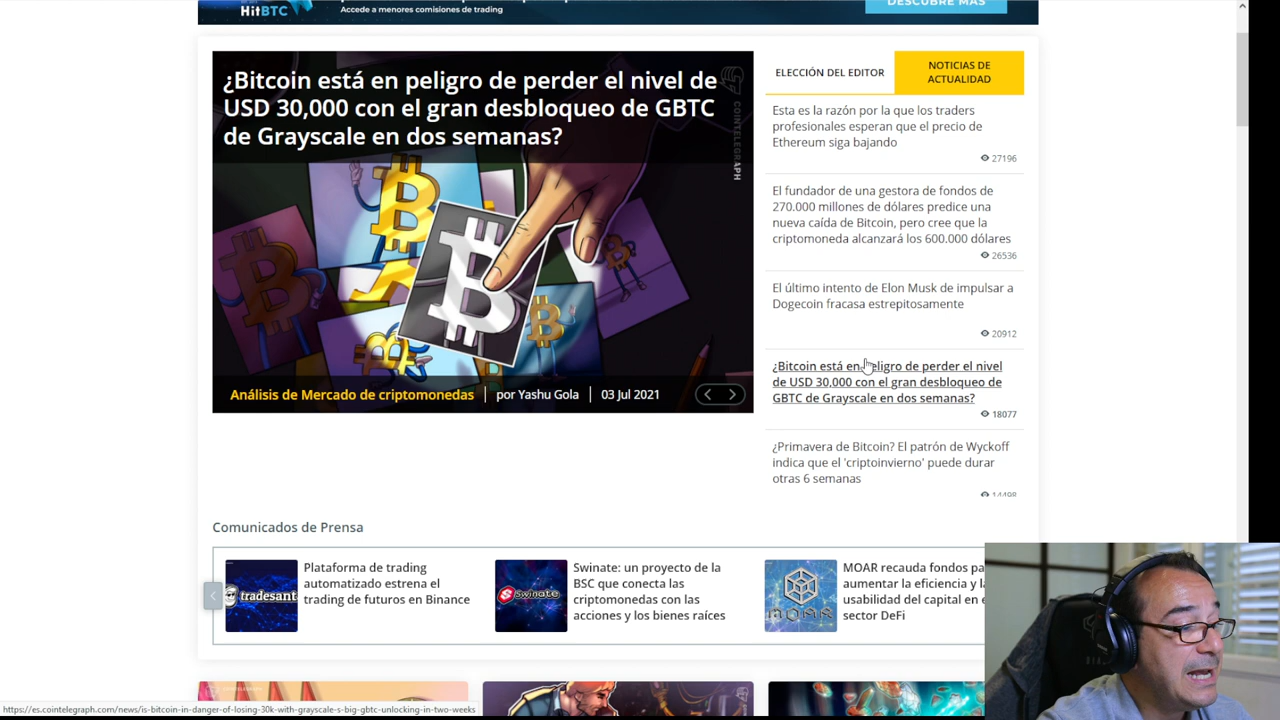 HitBTC
Accede a menores comisiones de trading
DESCUBRE MÁS
¿Bitcoin está en peligro de perder el nivel de
USD 30,000 con el gran desbloqueo de GBTC
de Grayscale en dos semanas?
COINTELEGRAPH
Análisis de Mercado de criptomonedas
por Yashu Gola
03 Jul 2021
ELECCIÓN DEL EDITOR
NOTICIAS DE
ACTUALIDAD
Esta es la razón por la que los traders
profesionales esperan que el precio de
Ethereum siga bajando
27196
El fundador de una gestora de fondos de
270.000 millones de dólares predice una
nueva caída de Bitcoin, pero cree que la
criptomoneda alcanzará los 600.000 dólares
26536
El último intento de Elon Musk de impulsar a
Dogecoin fracasa estrepitosamente
20912
¿Bitcoin está en peligro de perder el nivel
de USD 30,000 con el gran desbloqueo de
GBTC de Grayscale en dos semanas?
18077
¿Primavera de Bitcoin? El patrón de Wyckoff
indica que el 'criptoinvierno' puede durar
otras 6 semanas
14498
Comunicados de Prensa
tradesanta
Plataforma de trading
automatizado estrena el
trading de futuros en Binance
Swinate
Swinate: un proyecto de la
BSC que conecta las
criptomonedas con las
acciones y los bienes raíces
MOAR
MOAR recauda fondos pa
aumentar la eficiencia y la
usabilidad del capital en e
sector DeFi
https://es.cointelegraph.com/news/is-bitcoin-in-danger-of-losing-30k-with-grayscale-s-big-gbtc-unlocking-in-two-weeks